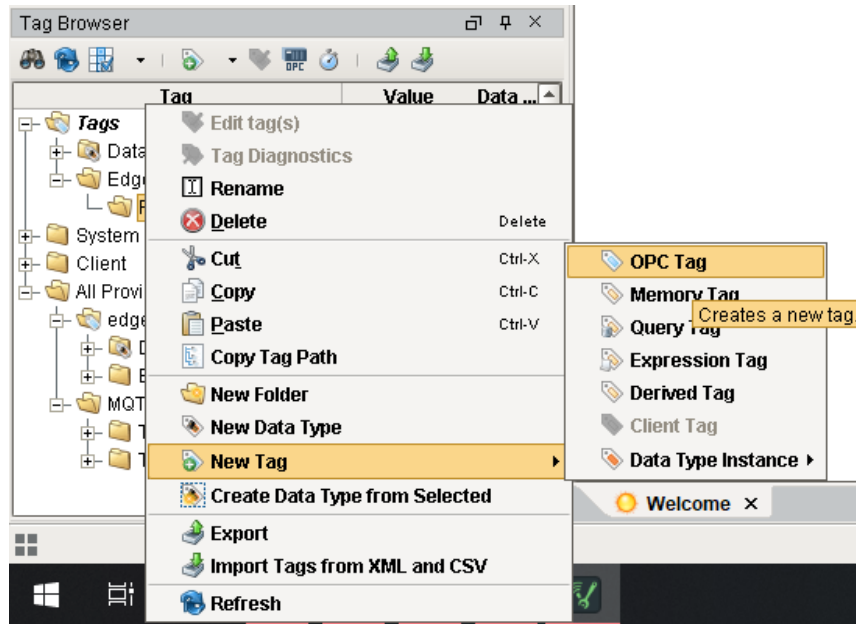 Tag Browser
OPC
Tag Value Data ...
Tags
Data
Edge
System
Client
All Provi
edge
MQT
Edit tag(s)
Tag Diagnostics
Rename
Delete Delete
Cut Ctrl-X
Copy Ctrl-C
Paste Ctrl-V
Copy Tag Path
New Folder
New Data Type
New Tag
Create Data Type from Selected
Export
Import Tags from XML and CSV
Refresh
OPC Tag
Memory Tag
Creates a new tag.
Query Tag
Expression Tag
Derived Tag
Client Tag
Data Type Instance
Welcome